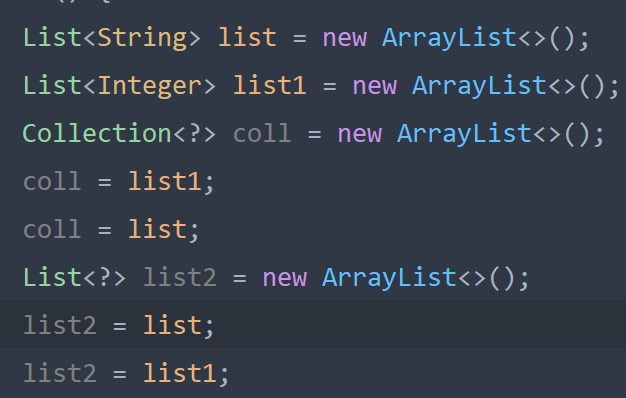 List<String> list = new ArrayList<>();
List<Integer> list1 = new ArrayList<>();
Collection<?> coll = new ArrayList<>();
coll = list1;
coll = list;
List<?> list2 = new ArrayList<>();
list2 = list;
list2 = list1;